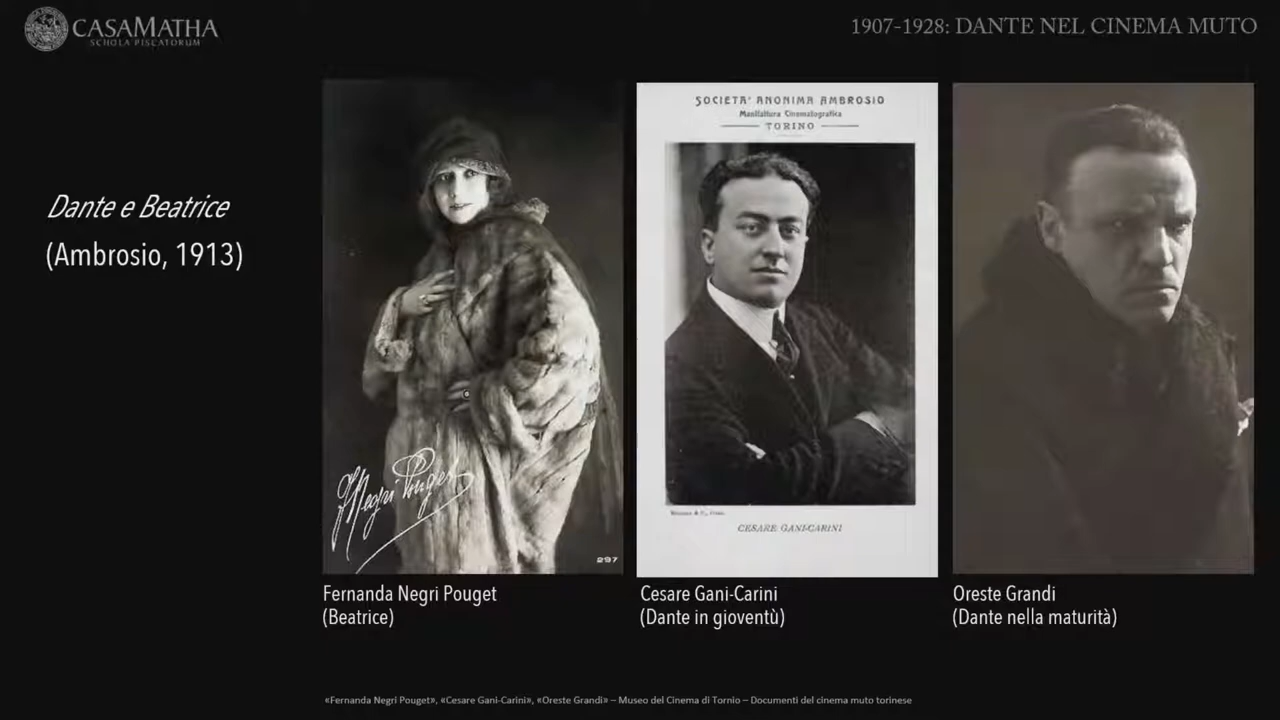 CASAMATHA
SCHOLA PISCATORUM
1907-1928: DANTE NEL CINEMA MUTO
Dante e Beatrice
(Ambrosio, 1913)
F Negri Pouget
297
SOCIETA' ANONIMA AMBROSIO
Manifattura Cinematografica
TORINO
CESARE GANI-CARINI
Fernanda Negri Pouget
(Beatrice)
Cesare Gani-Carini
(Dante in gioventù)
Oreste Grandi
(Dante nella maturità)
«Fernanda Negri Pouget», «Cesare Gani-Carini», «Oreste Grandi» – Museo del Cinema di Tornio – Documenti del cinema muto torinese